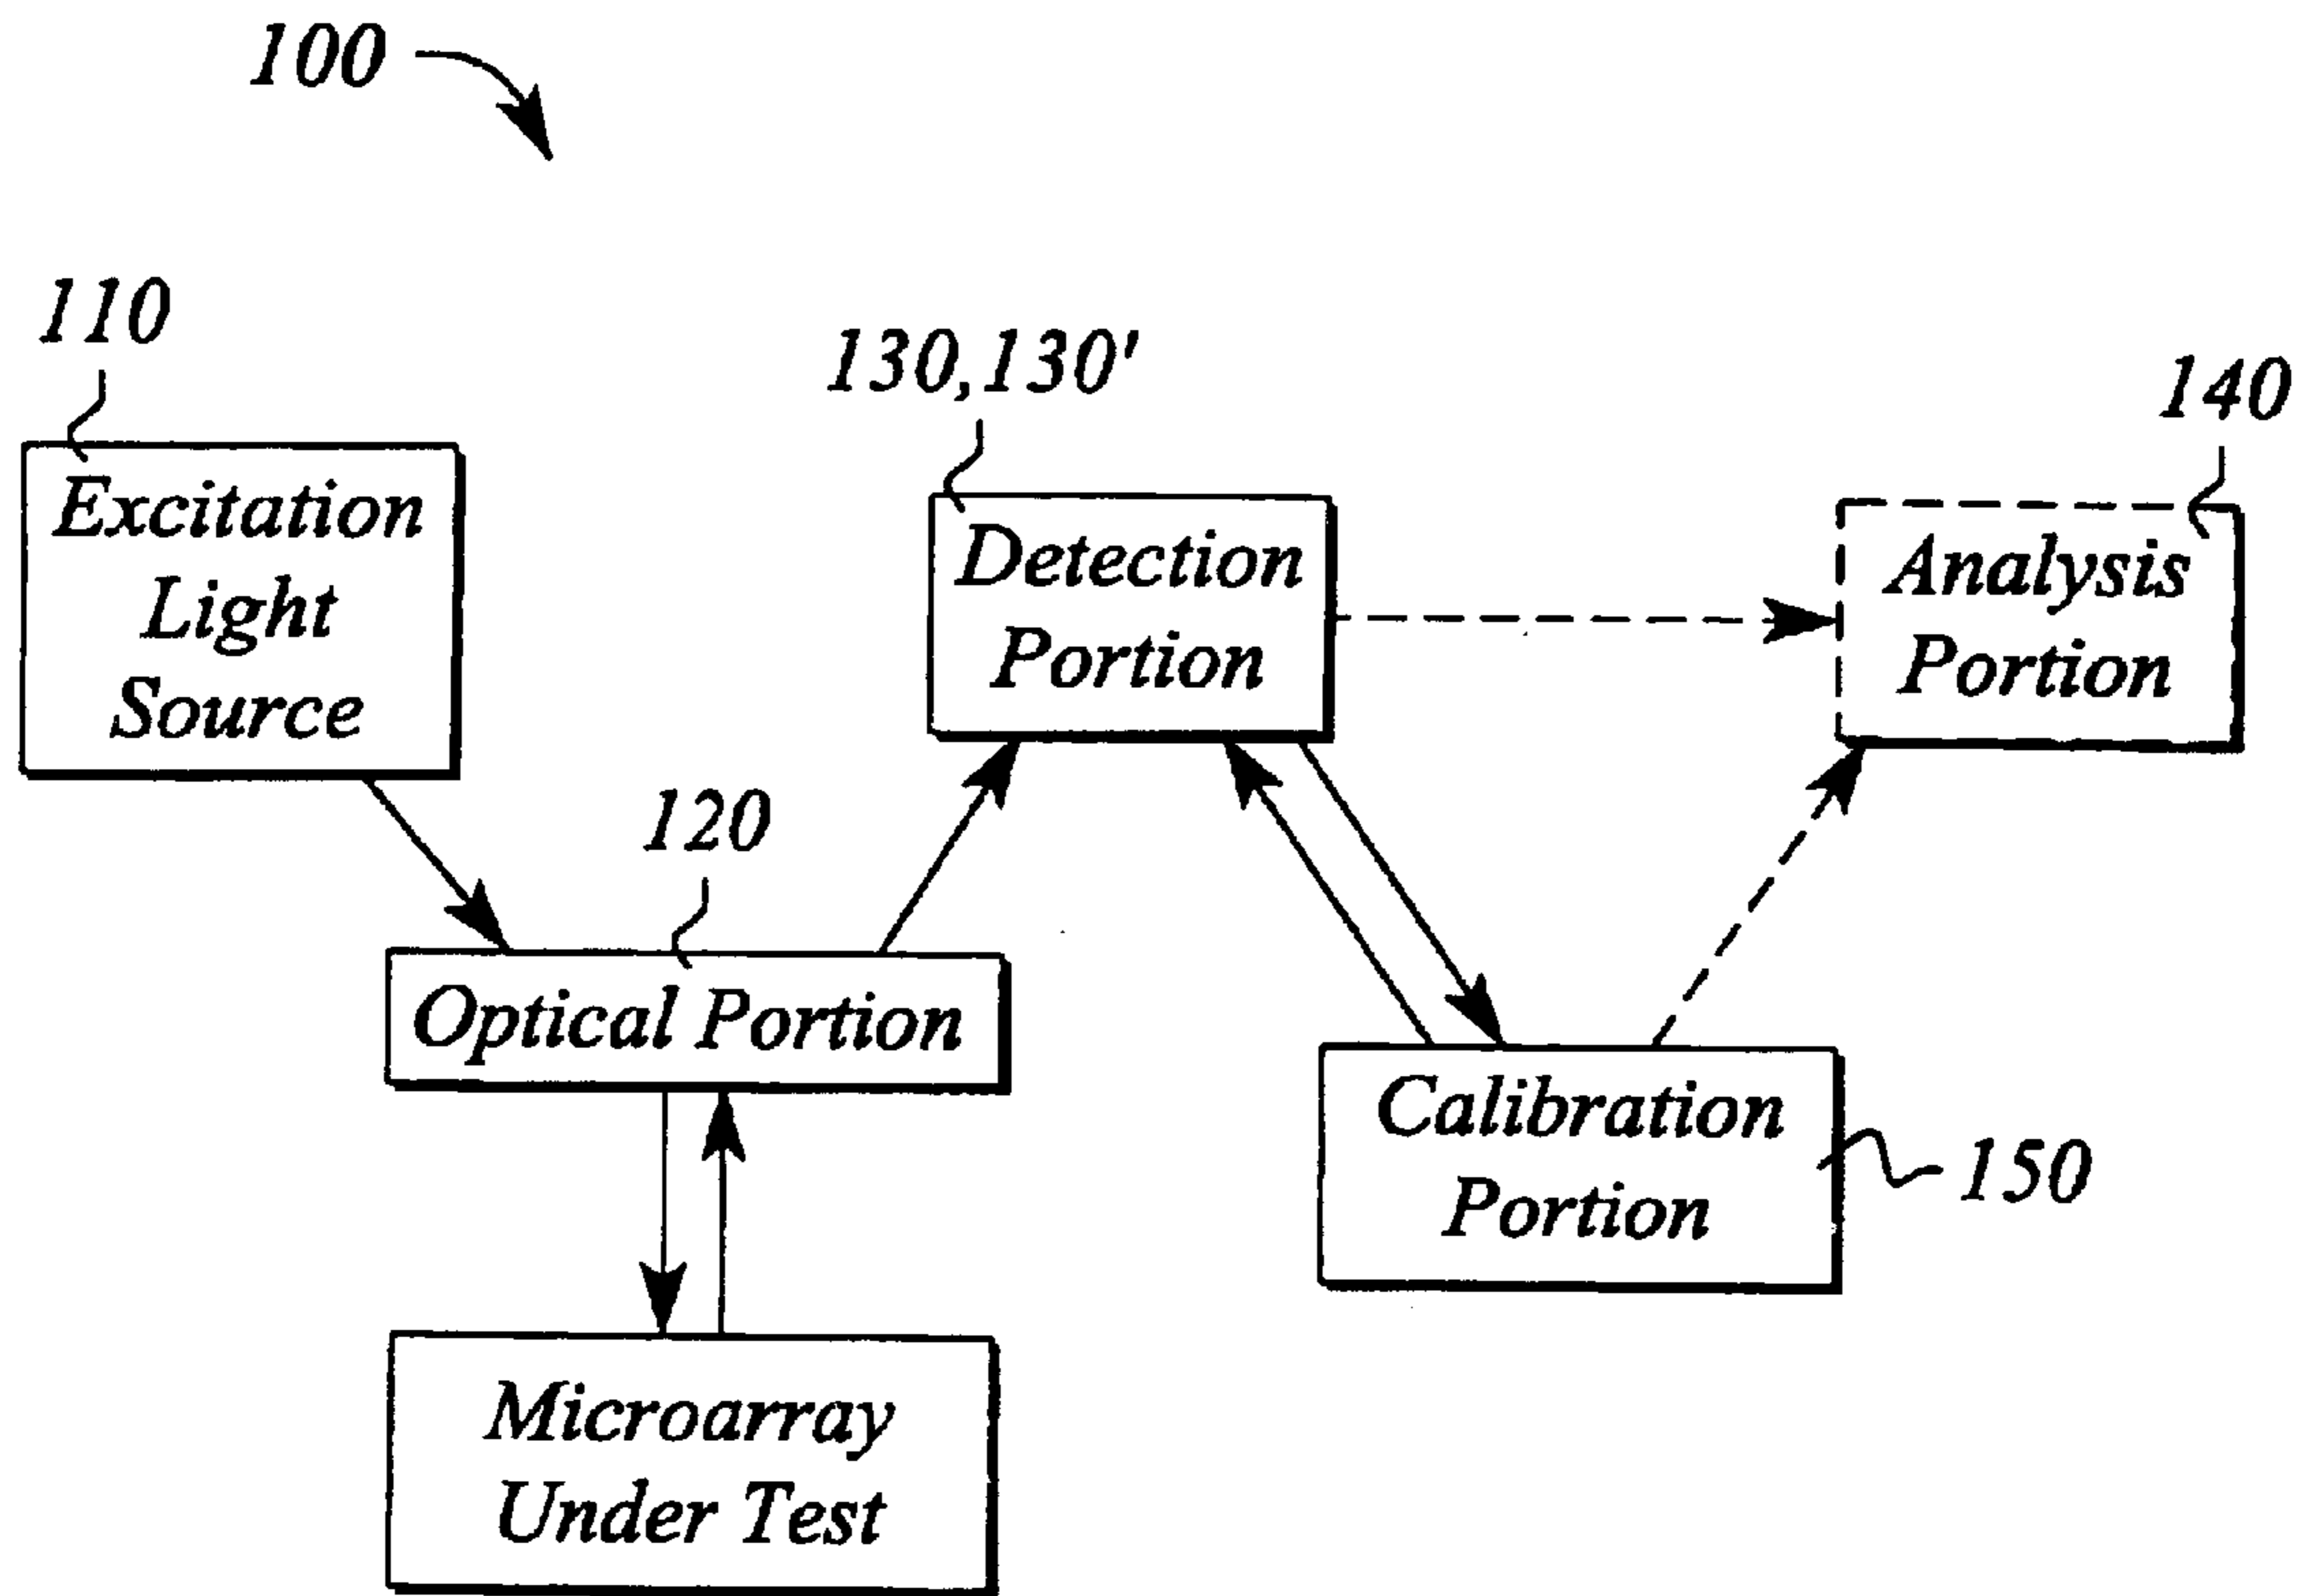 100
110
Excitation
Light
Source
130,130'
Detection
Portion
140
Analysis
Portion
120
Optical Portion
Calibration
Portion
150
Microarray
Under Test